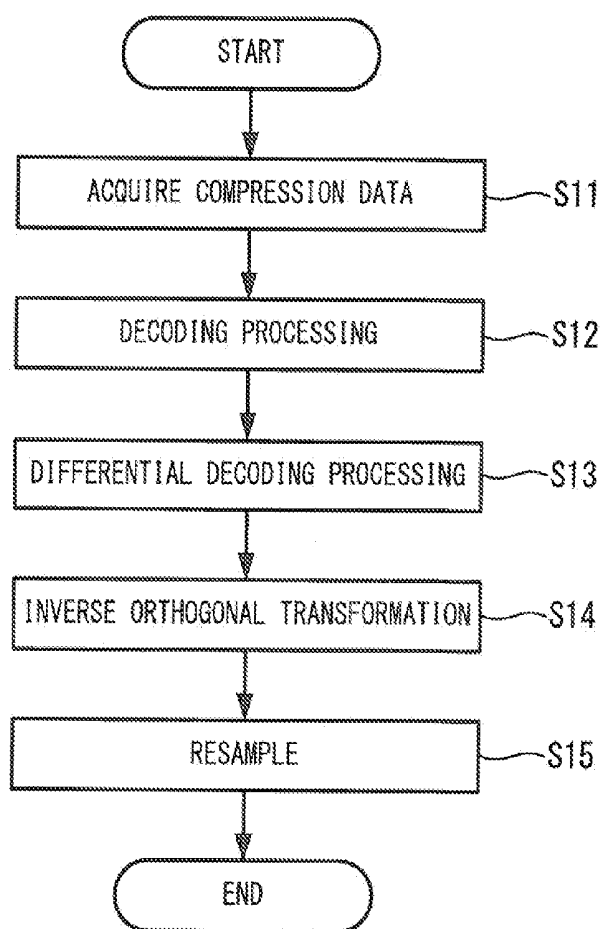 START
ACQUIRE COMPRESSION DATA S11
DECODING PROCESSING S12
DIFFERENTIAL DECODING PROCESSING S13
INVERSE ORTHOGONAL TRANSFORMATION S14
RESAMPLE S15
END